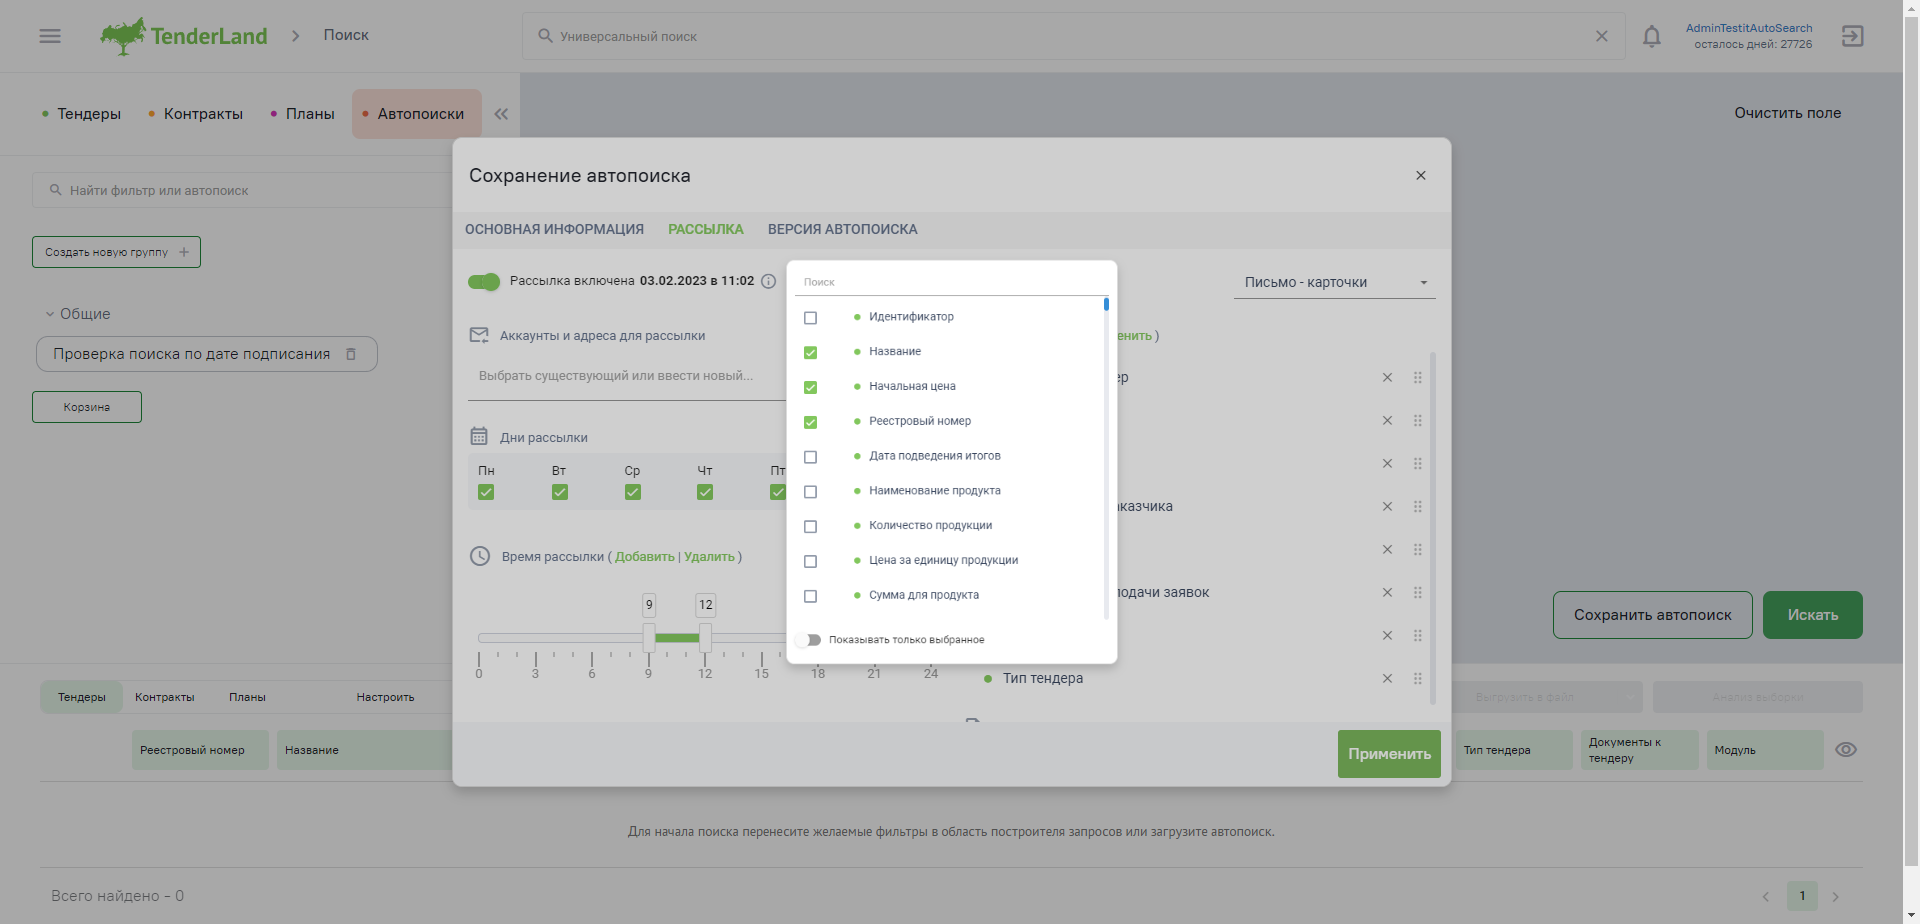 TenderLand
Поиск
Универсальный поиск
AdminTestitAutoSearch
осталось дней: 27726
Тендеры
Контракты
Планы
Автопоиски
Очистить поле
Найти фильтр или автопоиск
Создать новую группу
Общие
Проверка поиска по дате подписания
Корзина
Сохранение автопоиска
ОСНОВНАЯ ИНФОРМАЦИЯ
РАССЫЛКА
ВЕРСИЯ АВТОПОИСКА
Рассылка включена 03.02.2023 в 11:02
Письмо - карточки
Аккаунты и адреса для рассылки
Выбрать существующий или ввести новый...
Дни рассылки
Пн Вт Ср Чт Пт
Время рассылки ( Добавить | Удалить )
9 12
0 3 6 9 12 15 18 21 24
Поиск
Идентификатор
Название
Начальная цена
Реестровый номер
Дата подведения итогов
Наименование продукта
Количество продукции
Цена за единицу продукции
Сумма для продукта
Показывать только выбранное
енить )
ер
аказчика
подачи заявок
Тип тендера
Применить
Сохранить автопоиск
Искать
Тендеры
Контракты
Планы
Настроить
Выгрузить в файл
Анализ выборки
Реестровый номер
Название
Тип тендера
Документы к
тендеру
Модуль
Для начала поиска перенесите желаемые фильтры в область построителя запросов или загрузите автопоиск.
Всего найдено - 0
1